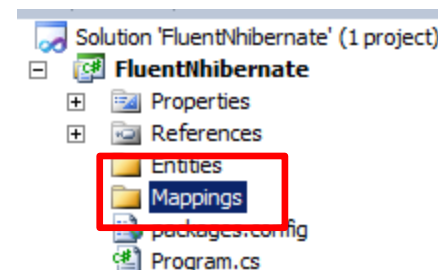 Solution 'FluentNhibernate' (1 project)
FluentNhibernate
Properties
References
Entities
Mappings
packages.config
Program.cs